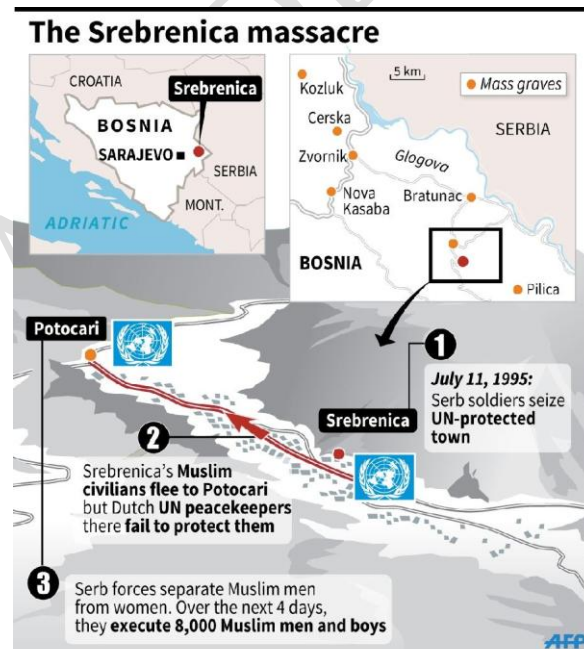 The Srebrenica massacre
CROATIA
Srebrenica
BOSNIA
SARAJEVO
SERBIA
MONT.
ADRIATIC
5 km
Mass graves
Kozluk
Cerska
SERBIA
Zvornik
Glogova
Nova
Kasaba
Bratunac
BOSNIA
Pilica
Potocari
1
July 11, 1995:
Serb soldiers seize
UN-protected
town
Srebrenica
2
Srebrenica's Muslim
civilians flee to Potocari
but Dutch UN peacekeepers
there fail to protect them
3
Serb forces separate Muslim men
from women. Over the next 4 days,
they execute 8,000 Muslim men and boys
AFP